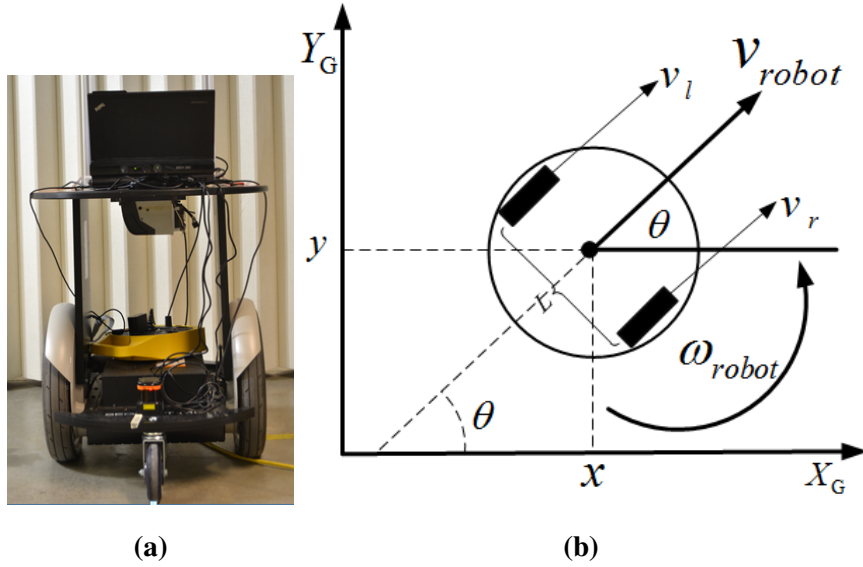 Y_G
v_l
v_robot
v_r
θ
y
L
ω_robot
θ
x
X_G
(a)
(b)